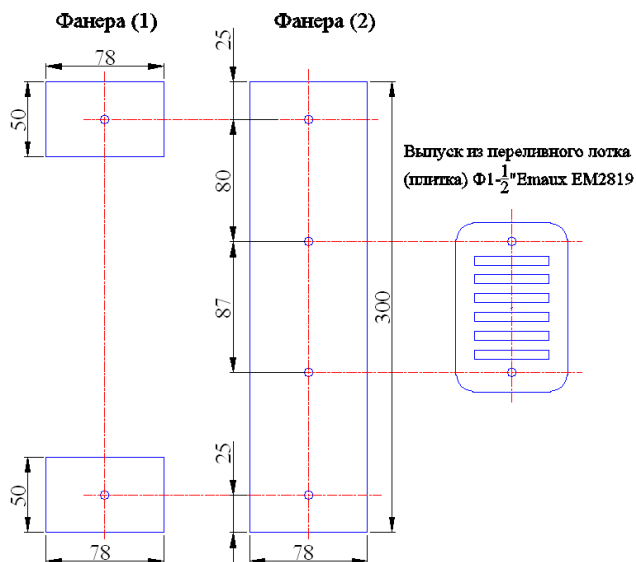 Фанера (1)
Фанера (2)
25
78
50
80
Выпуск из переливного лотка
(плитка) Ф1-1/2"Emaux EM2819
87
300
25
50
78
78